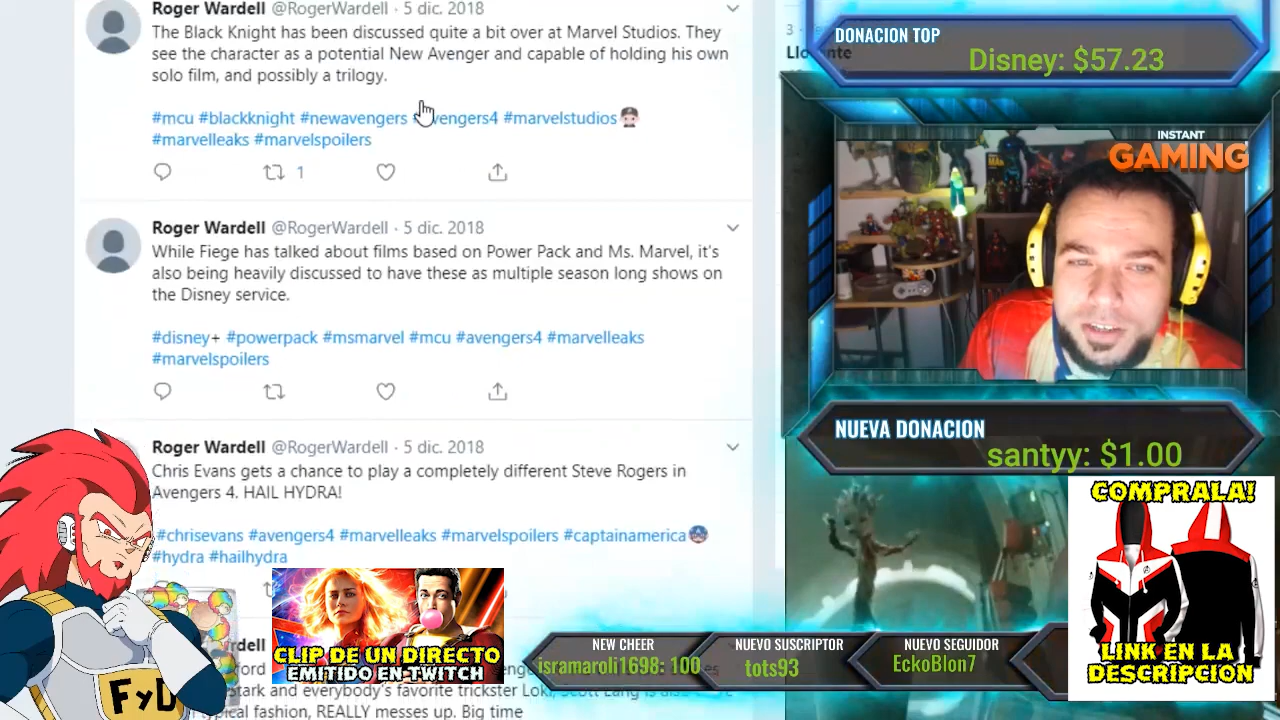 Roger Wardell @RogerWardell · 5 dic. 2018
The Black Knight has been discussed quite a bit over at Marvel Studios. They
see the character as a potential New Avenger and capable of holding his own
solo film, and possibly a trilogy.
#mcu #blackknight #newavengers #avengers4 #marvelstudios
#marvelleaks #marvelspoilers
1
Roger Wardell @RogerWardell · 5 dic. 2018
While Fiege has talked about films based on Power Pack and Ms. Marvel, it's
also being heavily discussed to have these as multiple season long shows on
the Disney service.
#disney+ #powerpack #msmarvel #mcu #avengers4 #marvelleaks
#marvelspoilers
Roger Wardell @RogerWardell · 5 dic. 2018
Chris Evans gets a chance to play a completely different Steve Rogers in
Avengers 4. HAIL HYDRA!
#chrisevans #avengers4 #marvelleaks #marvelspoilers #captainamerica
#hydra #hailhydra
Stark and everybody's favorite trickster Loki, Scott Lang is
typical fashion, REALLY messes up. Big time
FyD
CLIP DE UN DIRECTO
EMITIDO EN TWITCH
DONACION TOP
Disney: $57.23
INSTANT
GAMING
NUEVA DONACION
santyy: $1.00
COMPRALA!
LINK EN LA
DESCRIPCION
NEW CHEER
isramaroli1698: 100
NUEVO SUSCRIPTOR
tots93
NUEVO SEGUIDOR
EckoBlon7